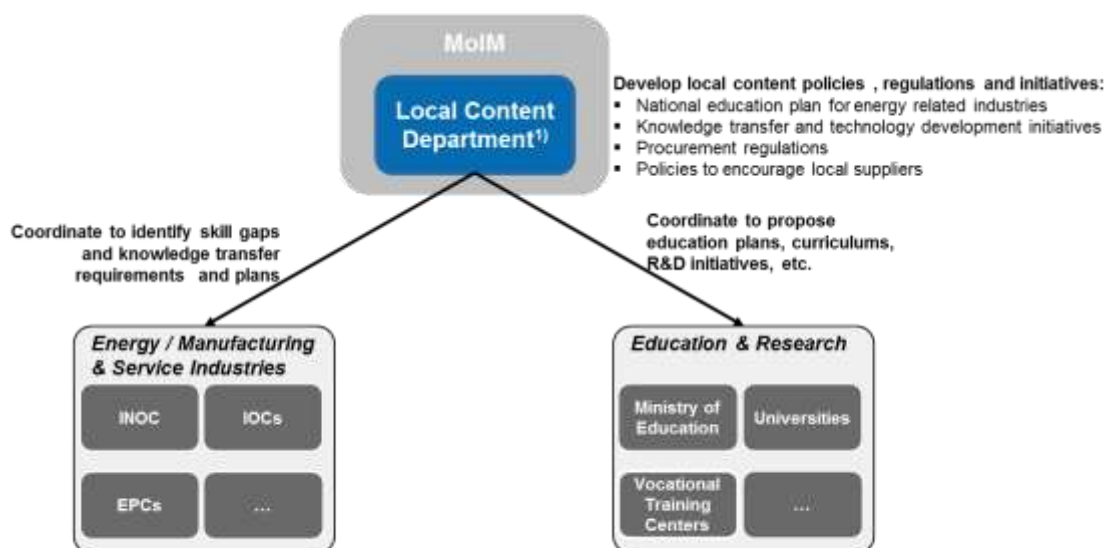 MoIM
Local Content
Department¹⁾
Develop local content policies , regulations and initiatives:
▪ National education plan for energy related industries
▪ Knowledge transfer and technology development initiatives
▪ Procurement regulations
▪ Policies to encourage local suppliers
Coordinate to identify skill gaps
and knowledge transfer
requirements and plans
Coordinate to propose
education plans, curriculums,
R&D initiatives, etc.
Energy / Manufacturing
& Service Industries
INOC
IOCs
EPCs
...
Education & Research
Ministry of
Education
Universities
Vocational
Training
Centers
...